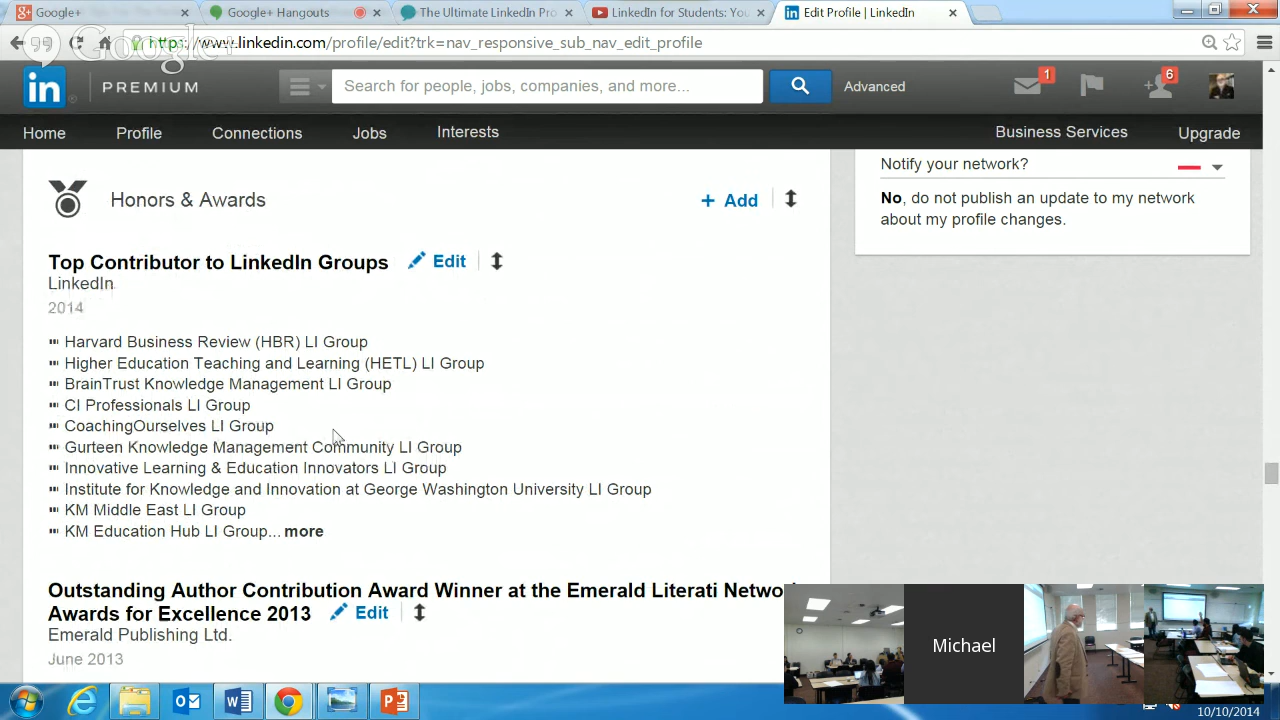 Google+
Google+ Hangouts
The Ultimate LinkedIn Pro
LinkedIn for Students: You
Edit Profile | LinkedIn
https://www.linkedin.com/profile/edit?trk=nav_responsive_sub_nav_edit_profile
Google+
in PREMIUM
Search for people, jobs, companies, and more...
Advanced
1
6
Home Profile Connections Jobs Interests Business Services Upgrade
Notify your network?
No, do not publish an update to my network
about my profile changes.
Honors & Awards
+ Add
Top Contributor to LinkedIn Groups Edit
LinkedIn
2014
Harvard Business Review (HBR) LI Group
Higher Education Teaching and Learning (HETL) LI Group
BrainTrust Knowledge Management LI Group
CI Professionals LI Group
CoachingOurselves LI Group
Gurteen Knowledge Management Community LI Group
Innovative Learning & Education Innovators LI Group
Institute for Knowledge and Innovation at George Washington University LI Group
KM Middle East LI Group
KM Education Hub LI Group... more
Outstanding Author Contribution Award Winner at the Emerald Literati Netwo
Awards for Excellence 2013 Edit
Emerald Publishing Ltd.
June 2013
Michael
10/10/2014